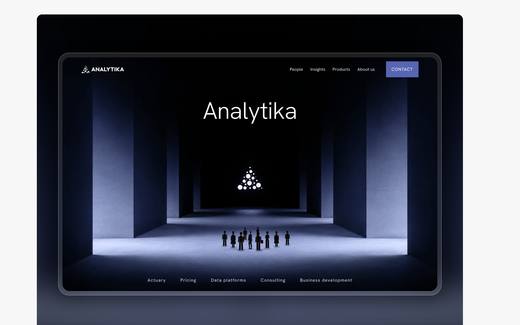 ANALYTIKA
People Insights Products About us CONTACT
Analytika
Actuary Pricing Data platforms Consulting Business development